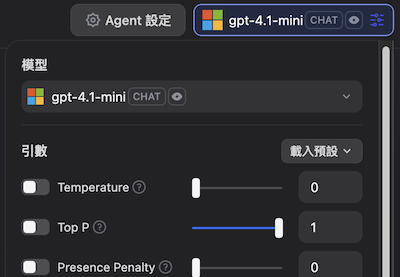 Agent 設定
gpt-4.1-mini CHAT
模型
gpt-4.1-mini CHAT
引數
載入預設
Temperature ? 0
Top P ? 1
Presence Penalty ? 0